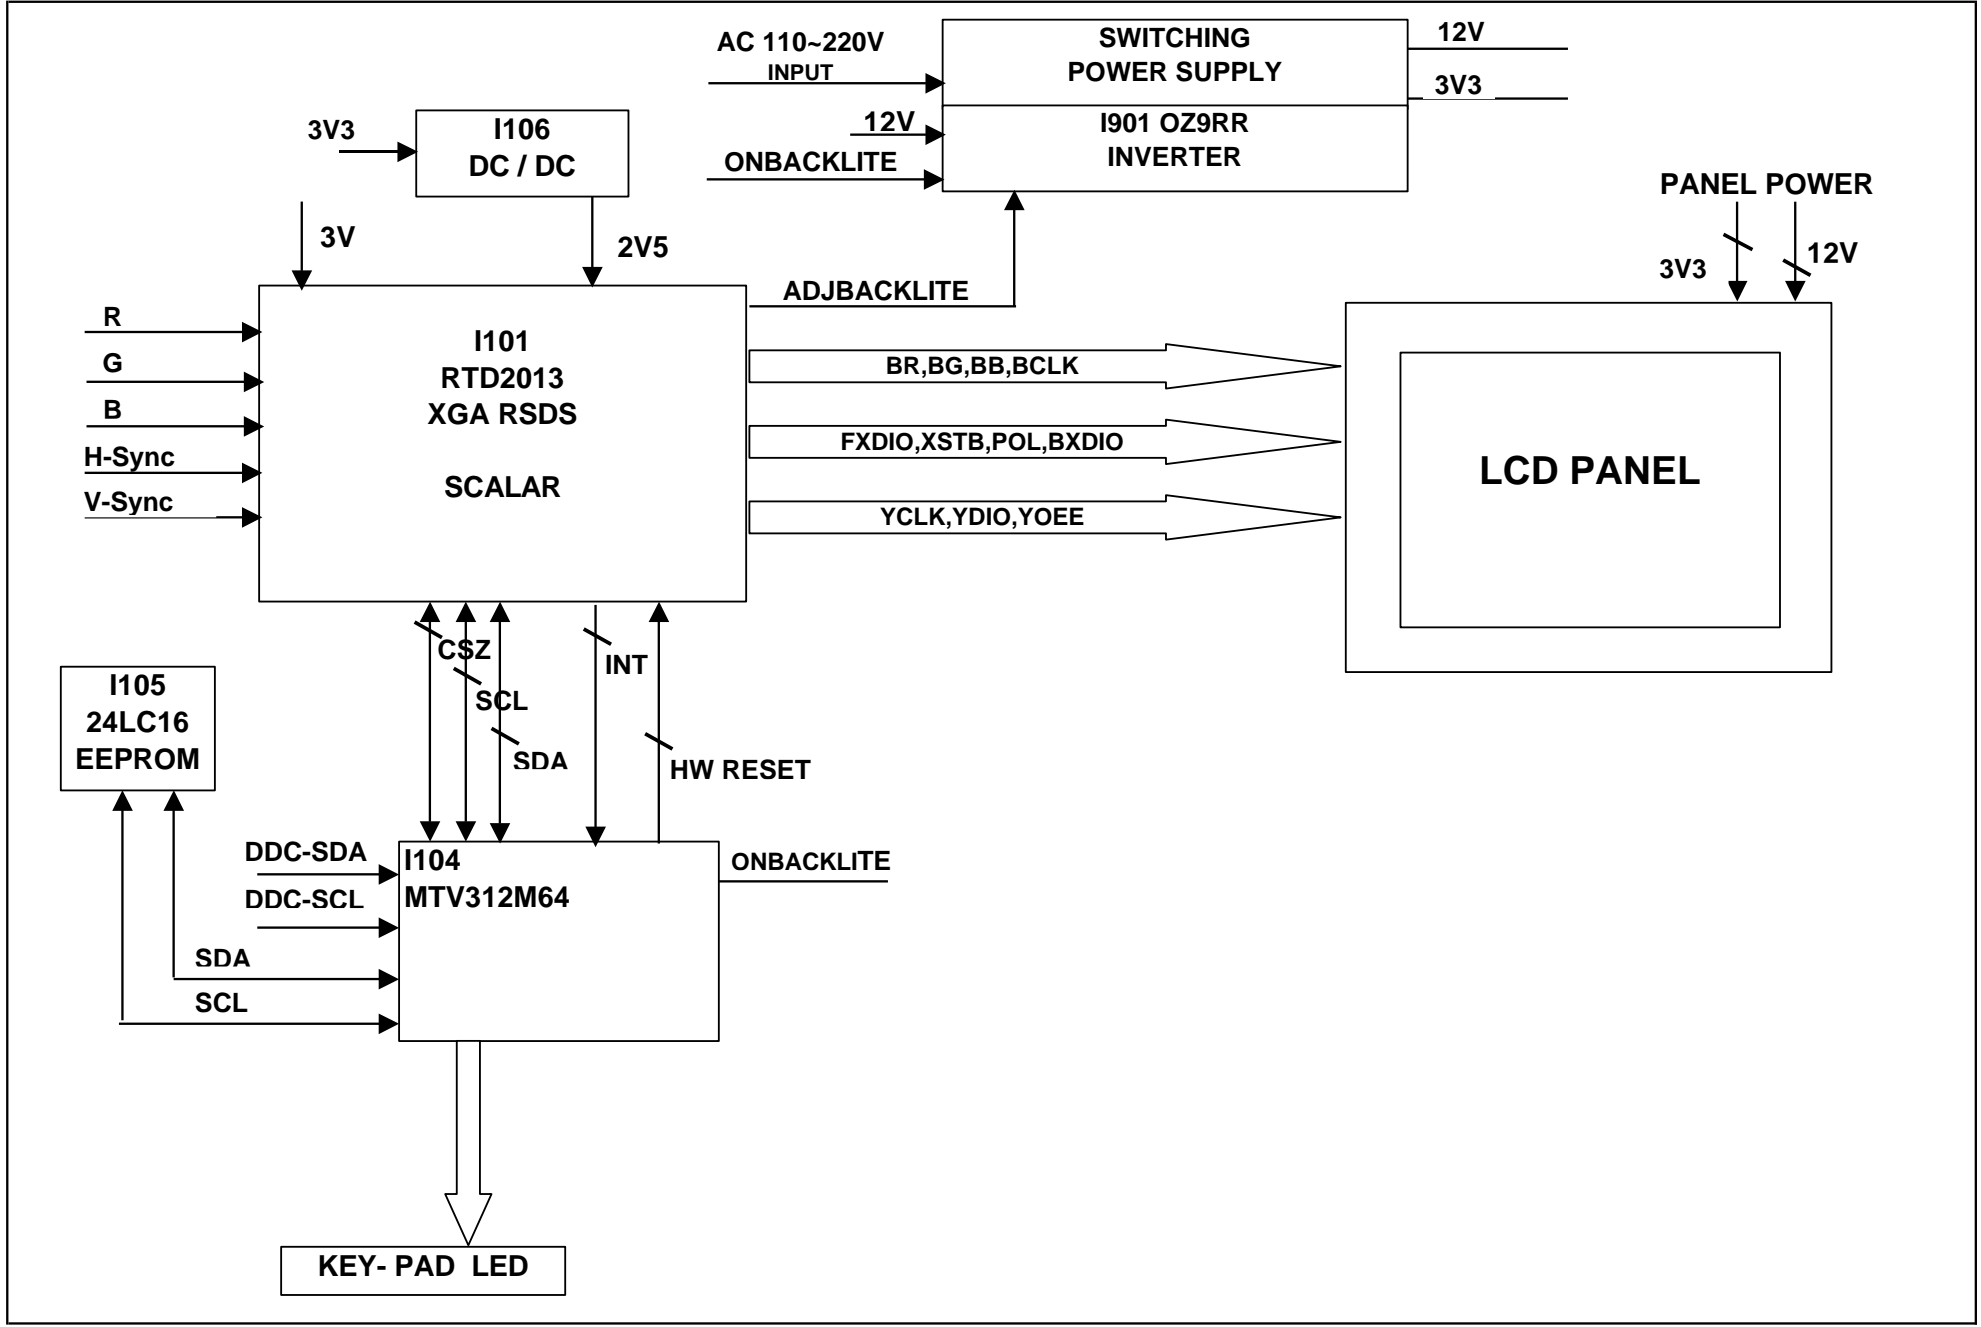 AC 110~220V
INPUT
SWITCHING
POWER SUPPLY
12V
3V3
12V
ONBACKLITE
I901 OZ9RR
INVERTER
3V3
I106
DC / DC
3V
2V5
PANEL POWER
3V3
12V
ADJBACKLITE
R
G
B
H-Sync
V-Sync
I101
RTD2013
XGA RSDS
SCALAR
BR,BG,BB,BCLK
FXDIO,XSTB,POL,BXDIO
YCLK,YDIO,YOEE
LCD PANEL
CSZ
SCL
SDA
INT
HW RESET
I105
24LC16
EEPROM
DDC-SDA
DDC-SCL
SDA
SCL
I104
MTV312M64
ONBACKLITE
KEY- PAD LED